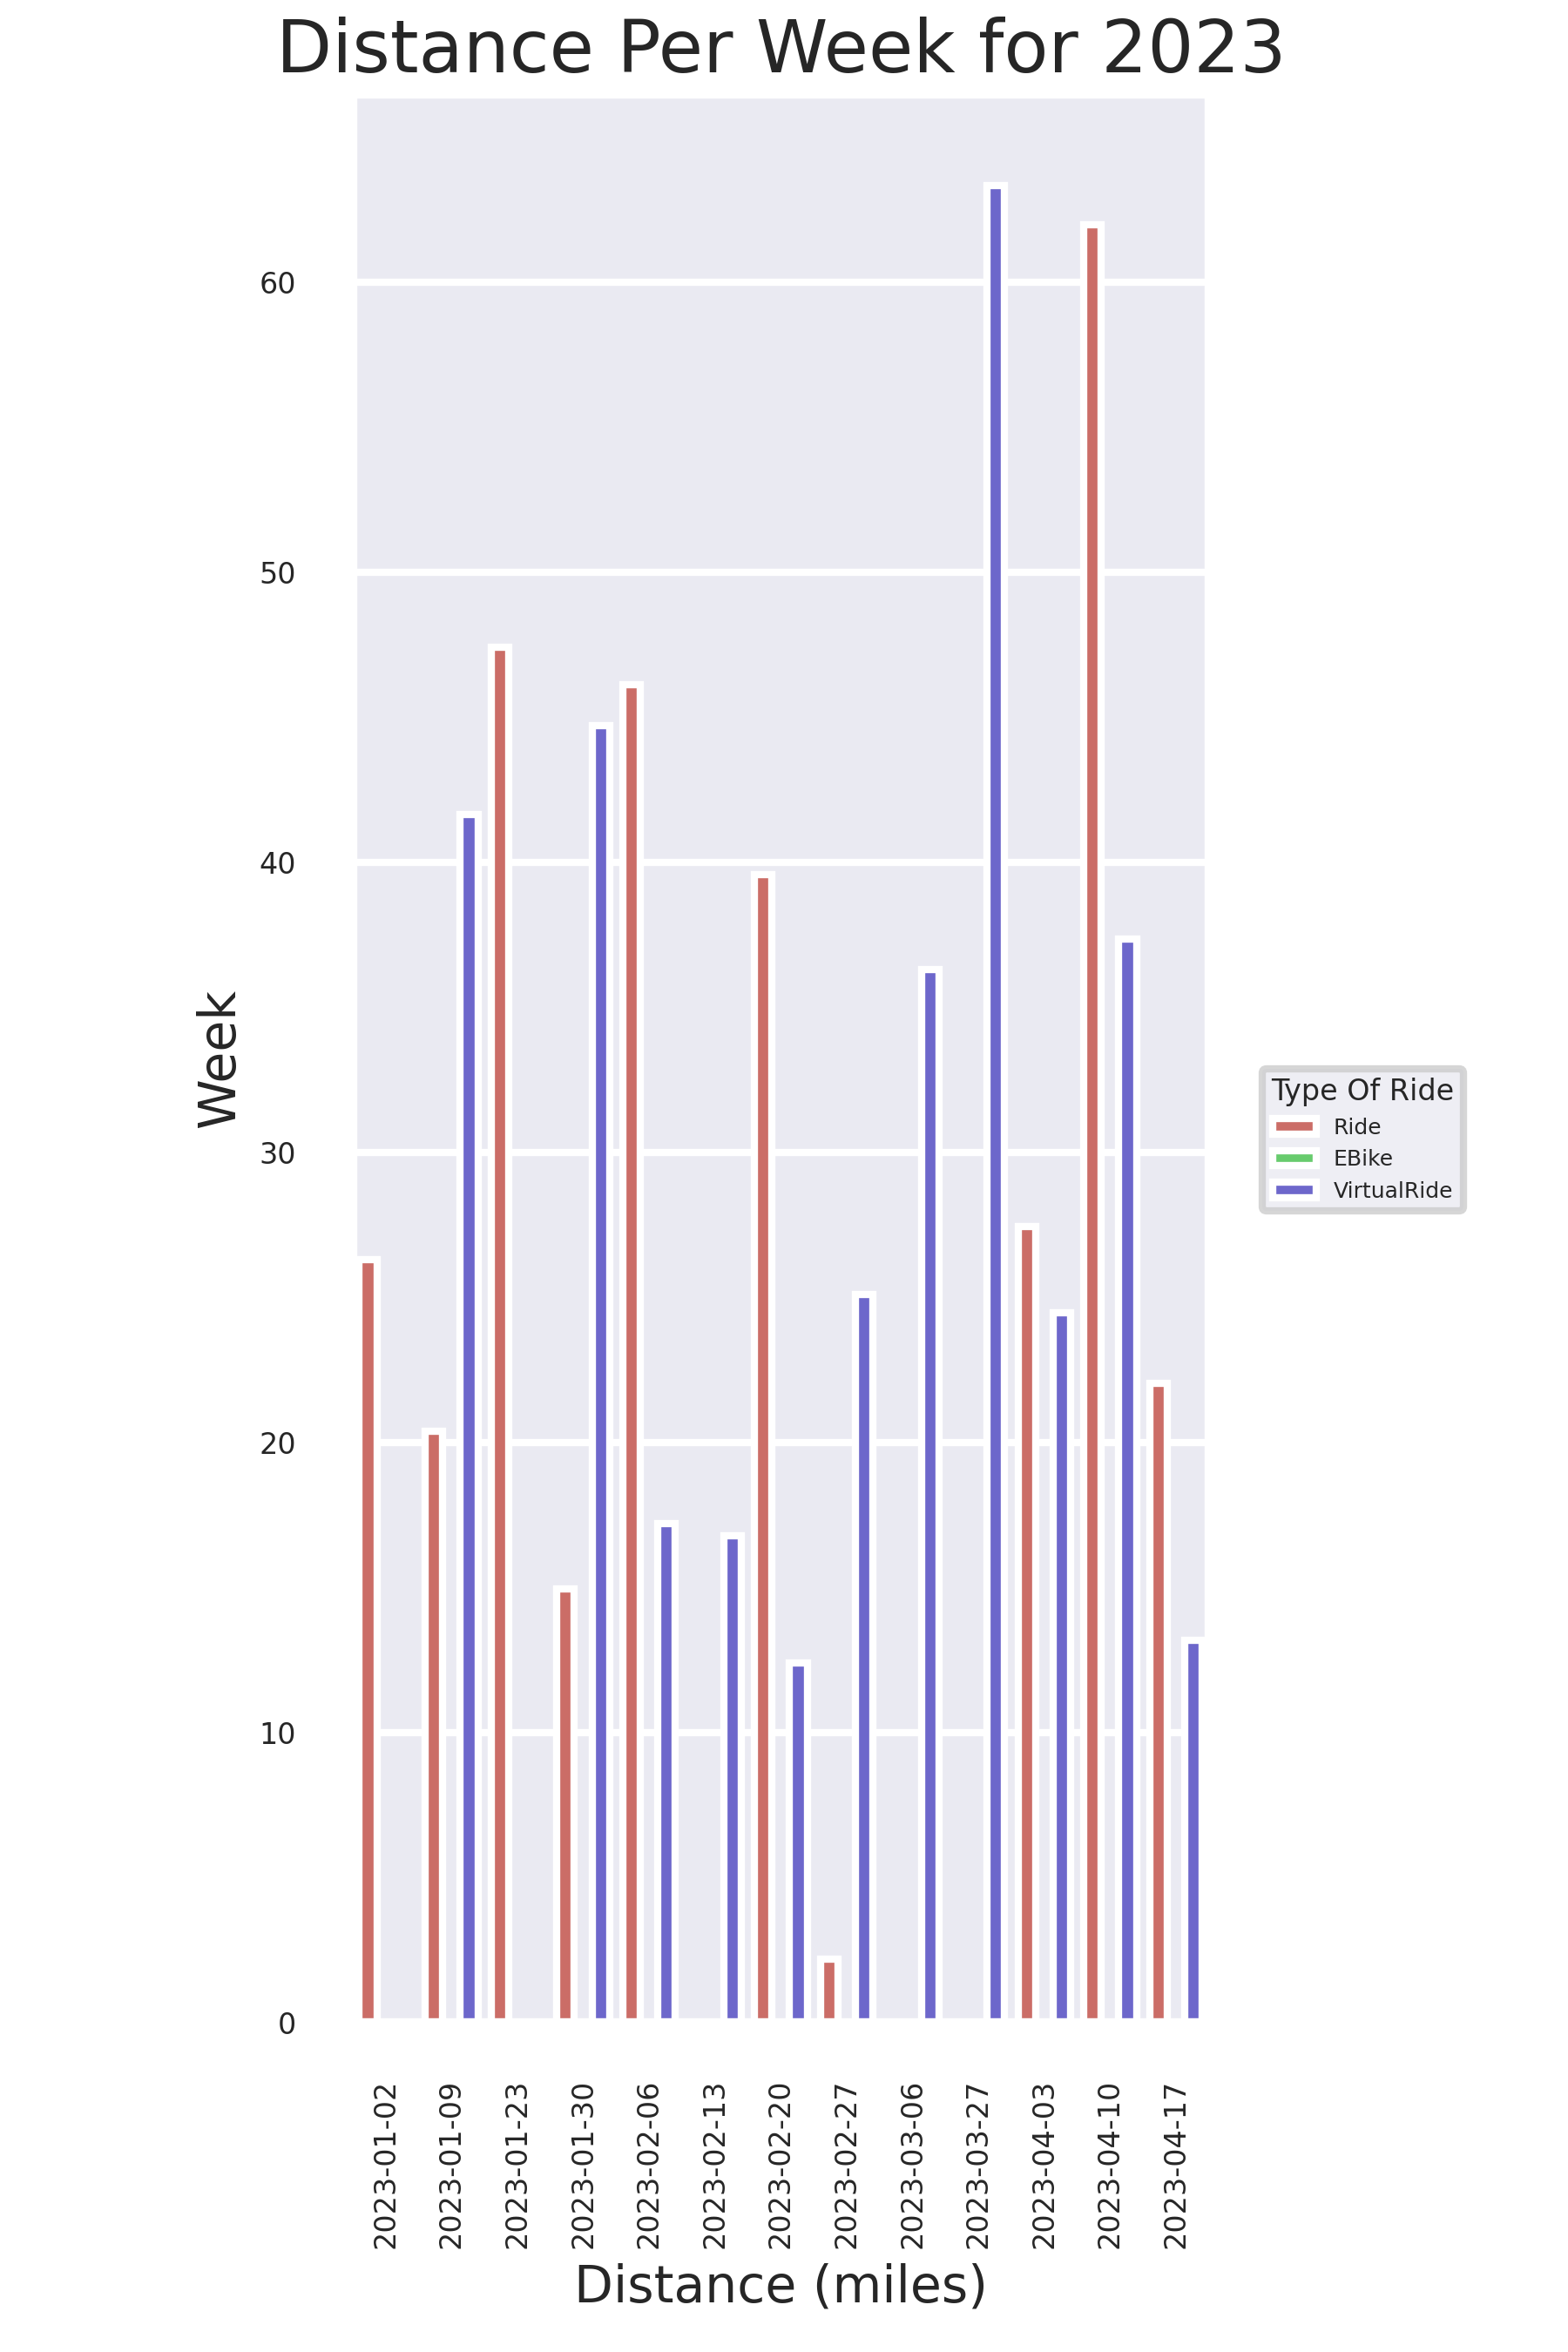 Distance Per Week for 2023
60
50
40
30
20
10
0
Week
2023-01-02
2023-01-09
2023-01-23
2023-01-30
2023-02-06
2023-02-13
2023-02-20
2023-02-27
2023-03-06
2023-03-27
2023-04-03
2023-04-10
2023-04-17
Distance (miles)
Type Of Ride
Ride
EBike
VirtualRide